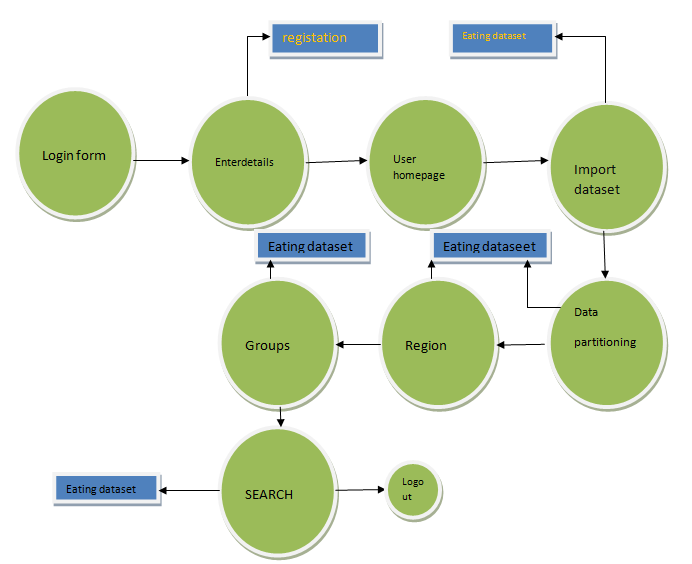 registation
Eating dataset
Login form
Enterdetails
User
homepage
Import
dataset
Eating dataset
Eating dataseet
Groups
Region
Data
partitioning
Eating dataset
SEARCH
Logo
ut